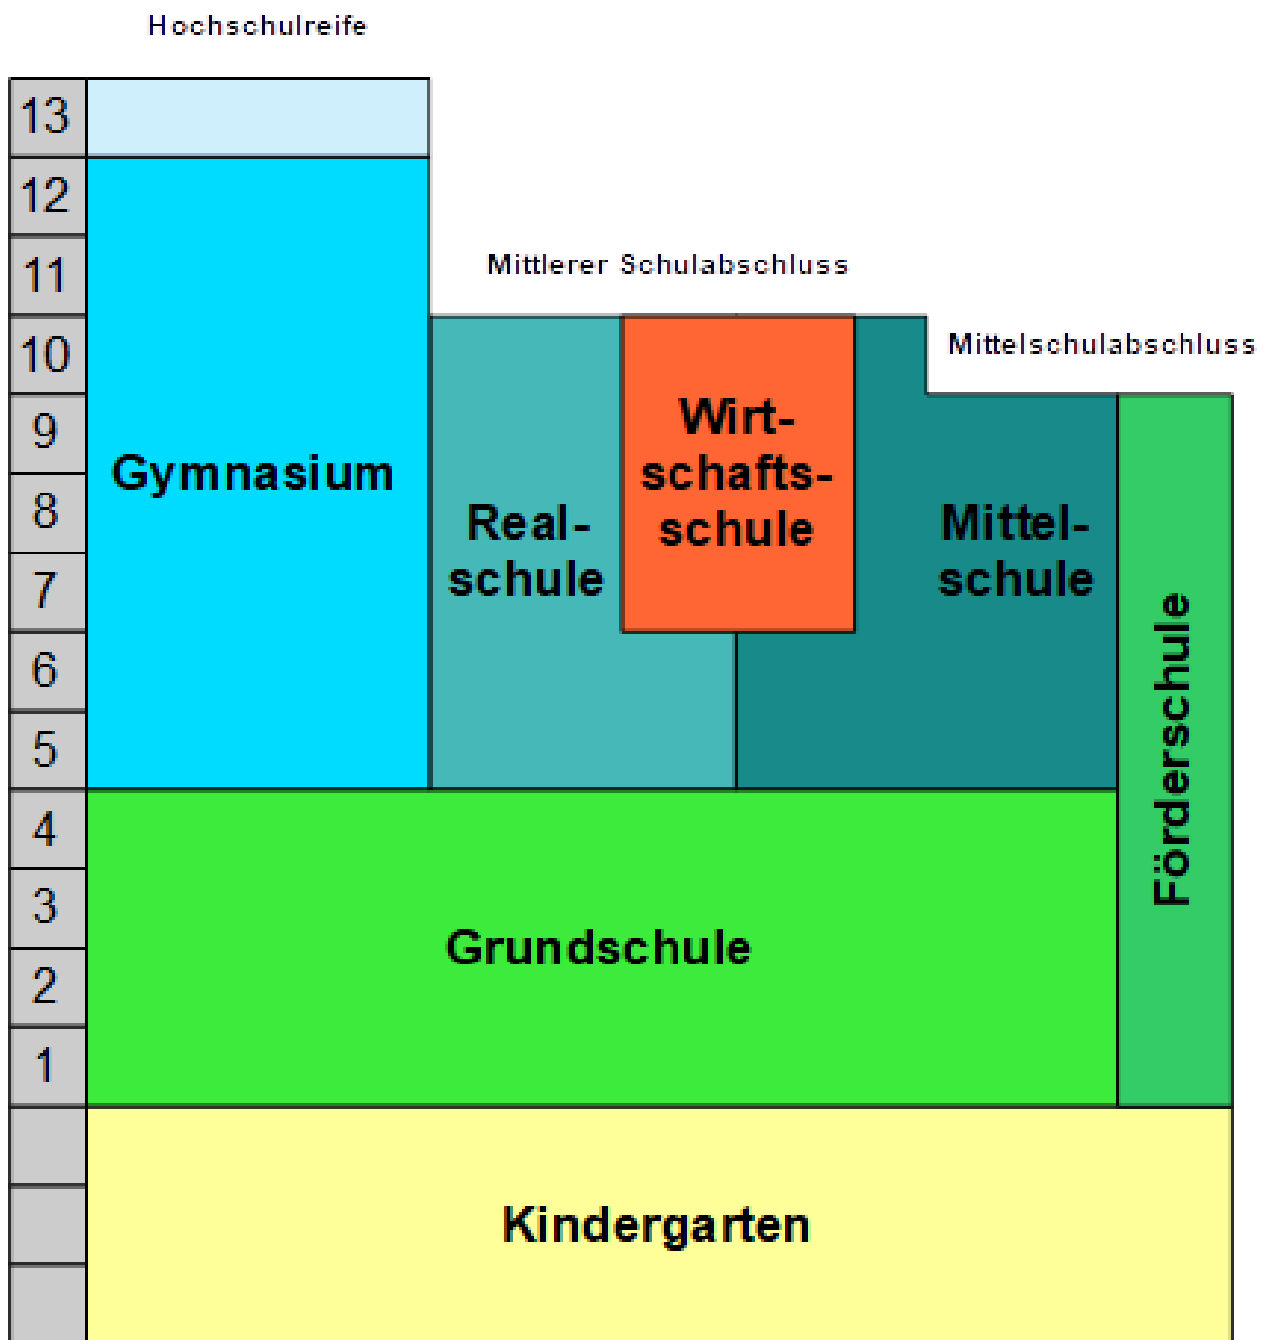 Hochschulreife
13
12
11
Mittlerer Schulabschluss
10
Mittelschulabschluss
9
8
7
6
5
4
3
2
1
Gymnasium
Real-
schule
Wirt-
schafts-
schule
Mittel-
schule
Förderschule
Grundschule
Kindergarten